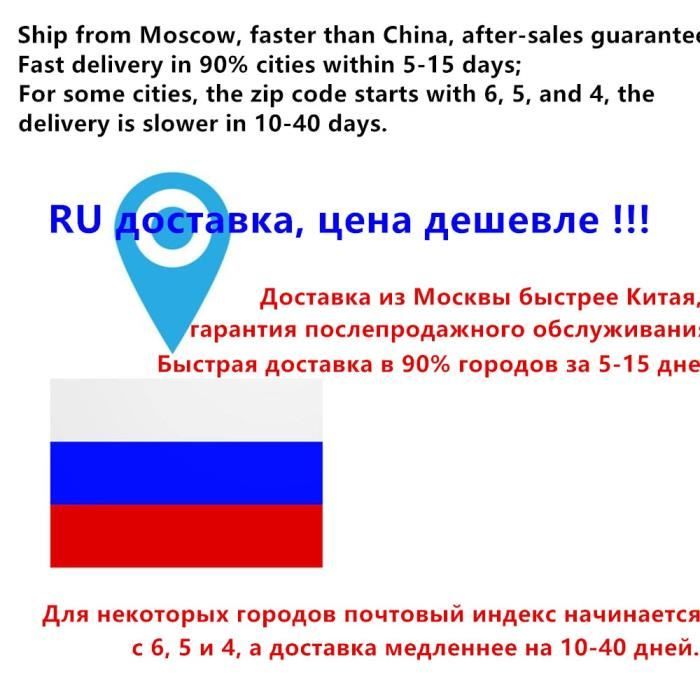 Ship from Moscow, faster than China, after-sales guarantee
Fast delivery in 90% cities within 5-15 days;
For some cities, the zip code starts with 6, 5, and 4, the
delivery is slower in 10-40 days.
RU доставка, цена дешевле !!!
Доставка из Москвы быстрее Китая,
гарантия послепродажного обслуживани
Быстрая доставка в 90% городов за 5-15 дне
Для некоторых городов почтовый индекс начинается
с 6, 5 и 4, а доставка медленнее на 10-40 дней.